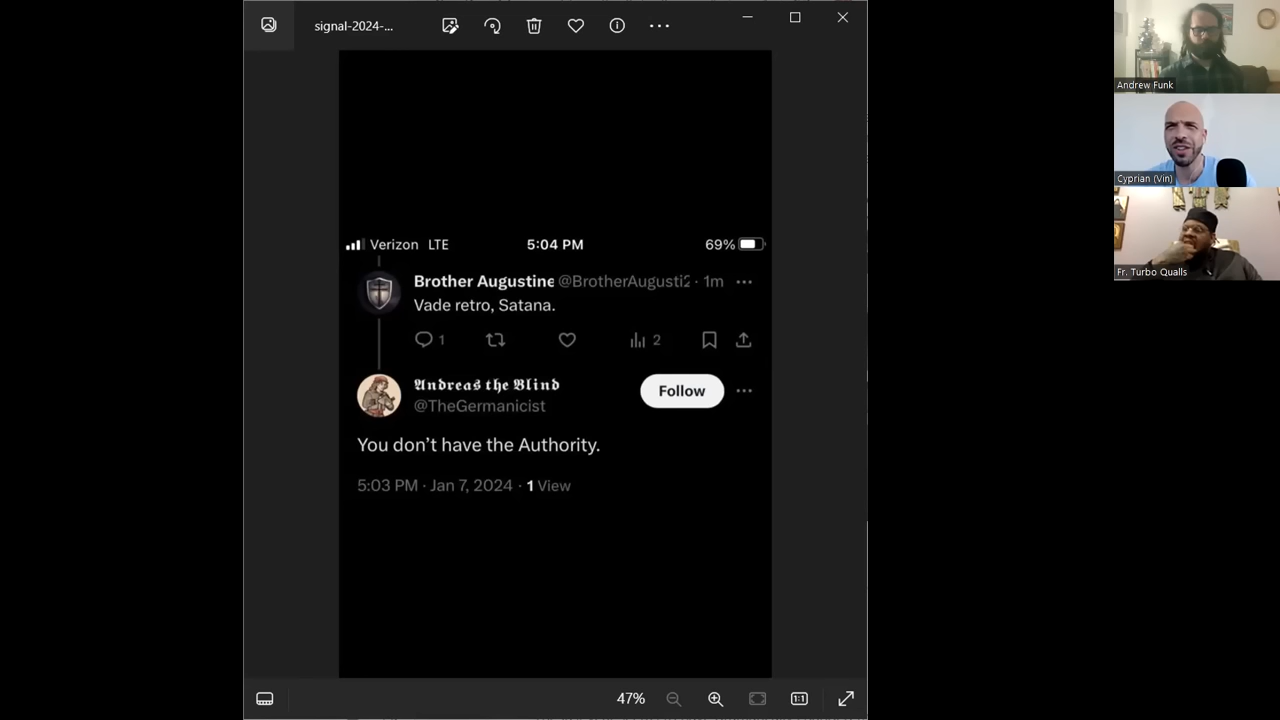 signal-2024-...
Verizon LTE 5:04 PM 69%
Brother Augustine @BrotherAugusti2 · 1m
Vade retro, Satana.
1 2
𝕬𝖓𝖉𝖗𝖊𝖆𝖘 𝖙𝖍𝖊 𝕭𝖑𝖎𝖓𝖉
Follow
@TheGermanicist
You don’t have the Authority.
5:03 PM · Jan 7, 2024 · 1 View
47% 1:1
Andrew Funk
Cyprian (Vin)
Fr. Turbo Qualls